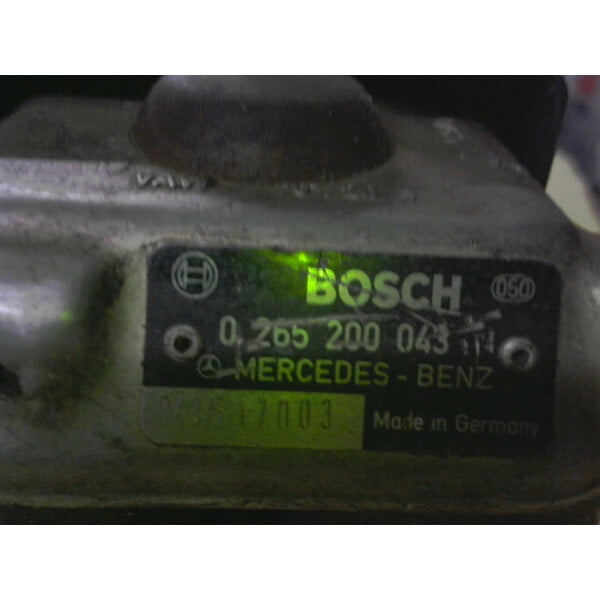 BOSCH
050
0 265 200 043
MERCEDES - BENZ
Made in Germany